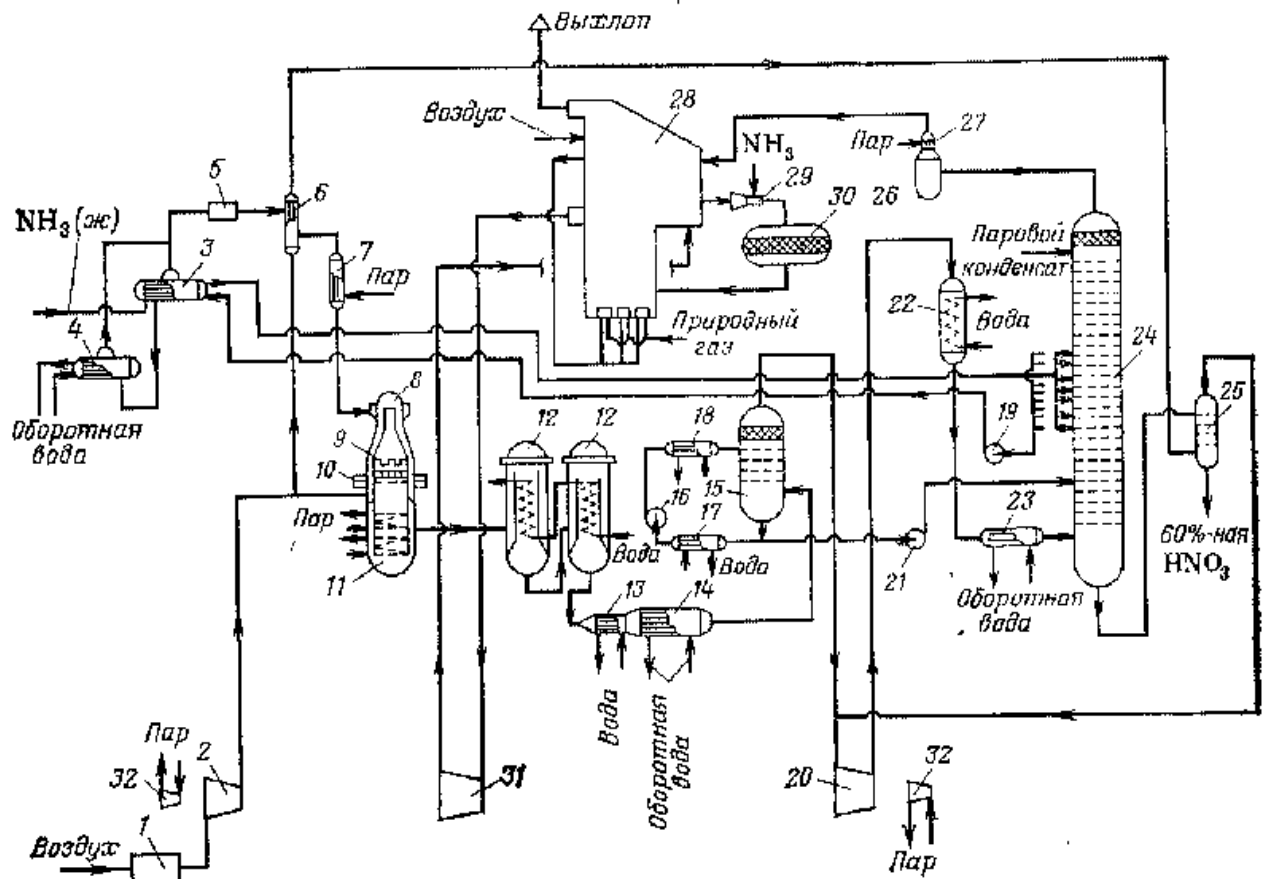 Выхлоп
28
Воздух
Пар
27
NH₃
29
5
6
26
30
NH₃(ж)
3
7
Паровой
конденсат
Пар
22
Вода
4
Природный
газ
24
8
25
Оборотная
вода
18
19
12
12
9
10
16
15
17
23
Пар
Вода
60%-ная
HNO₃
11
Вода
21
13
14
Оборотная
вода
Вода
Оборотная
вода
Пар
2
32
31
20
32
1
Воздух
Пар